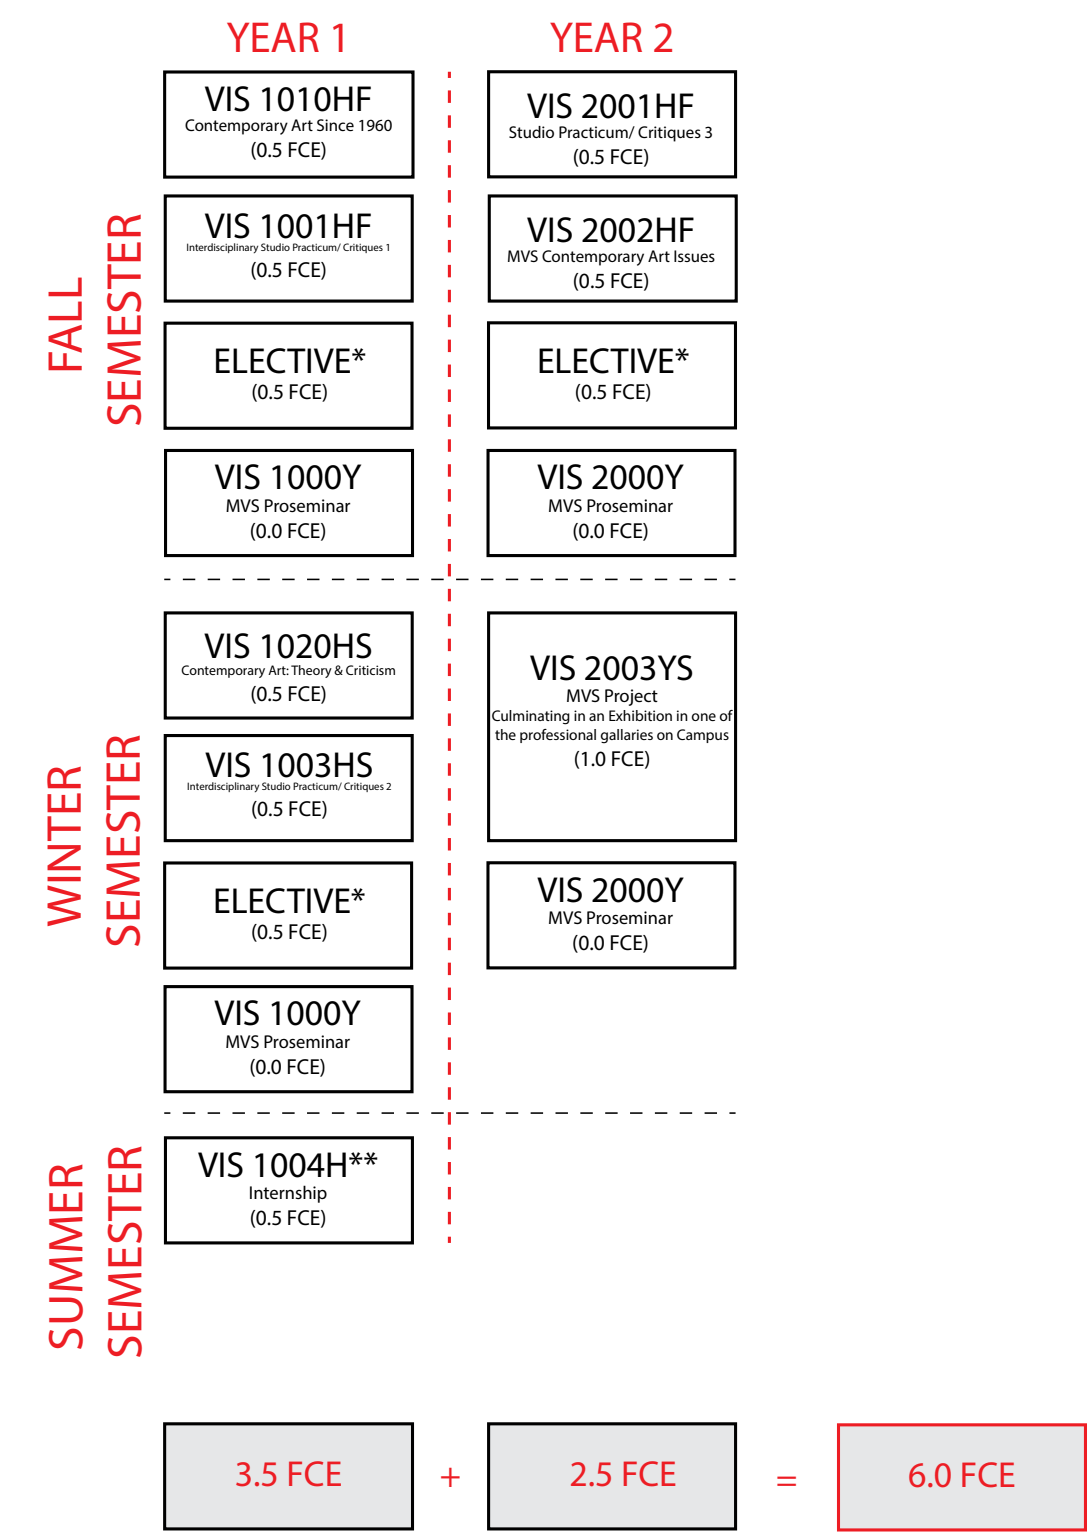 YEAR 1
YEAR 2
FALL
SEMESTER
VIS 1010HF
Contemporary Art Since 1960
(0.5 FCE)
VIS 2001HF
Studio Practicum/ Critiques 3
(0.5 FCE)
VIS 1001HF
Interdisciplinary Studio Practicum/ Critiques 1
(0.5 FCE)
VIS 2002HF
MVS Contemporary Art Issues
(0.5 FCE)
ELECTIVE*
(0.5 FCE)
ELECTIVE*
(0.5 FCE)
VIS 1000Y
MVS Proseminar
(0.0 FCE)
VIS 2000Y
MVS Proseminar
(0.0 FCE)
WINTER
SEMESTER
VIS 1020HS
Contemporary Art: Theory & Criticism
(0.5 FCE)
VIS 1003HS
Interdisciplinary Studio Practicum/ Critiques 2
(0.5 FCE)
VIS 2003YS
MVS Project
Culminating in an Exhibition in one of
the professional gallaries on Campus
(1.0 FCE)
ELECTIVE*
(0.5 FCE)
VIS 2000Y
MVS Proseminar
(0.0 FCE)
VIS 1000Y
MVS Proseminar
(0.0 FCE)
SUMMER
SEMESTER
VIS 1004H**
Internship
(0.5 FCE)
3.5 FCE + 2.5 FCE = 6.0 FCE